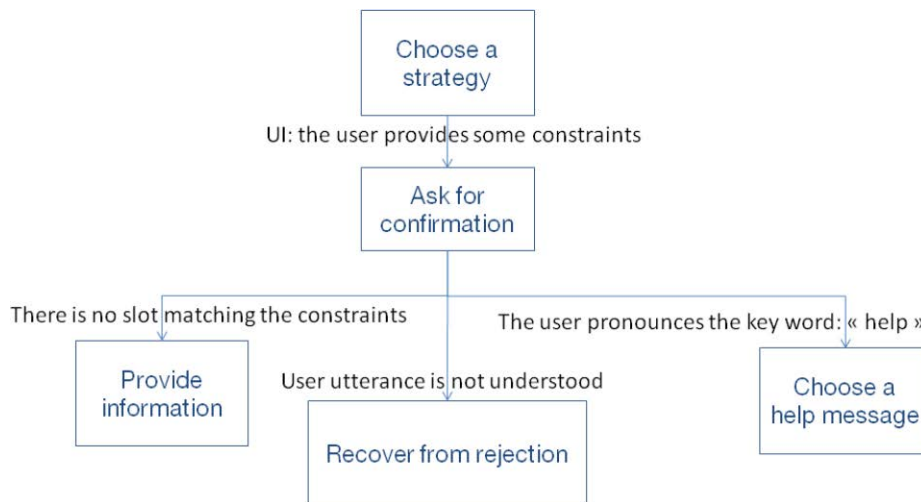 Choose a
strategy
UI: the user provides some constraints
Ask for
confirmation
There is no slot matching the constraints
The user pronounces the key word: « help »
Provide
information
User utterance is not understood
Choose a
help message
Recover from rejection